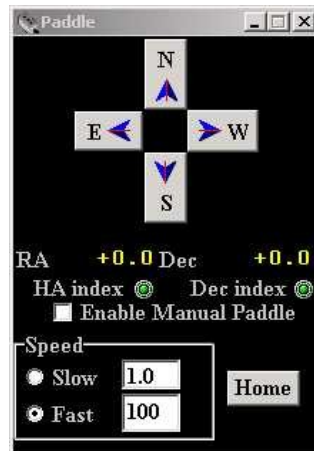 Paddle
N
E W
S
RA +0.0 Dec +0.0
HA index Dec index
Enable Manual Paddle
Speed
Slow 1.0
Fast 100
Home